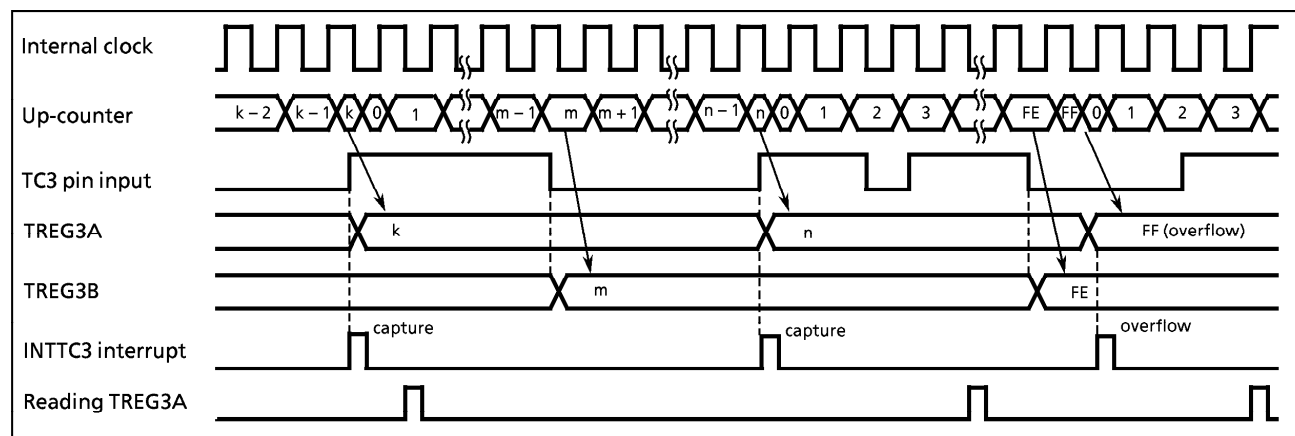 Internal clock
Up-counter
k – 2 k – 1 k 0 1 m – 1 m m + 1 n – 1 n 0 1 2 3 FE FF 0 1 2 3
TC3 pin input
TREG3A
k n FF (overflow)
TREG3B
m FE
INTTC3 interrupt
capture capture overflow
Reading TREG3A